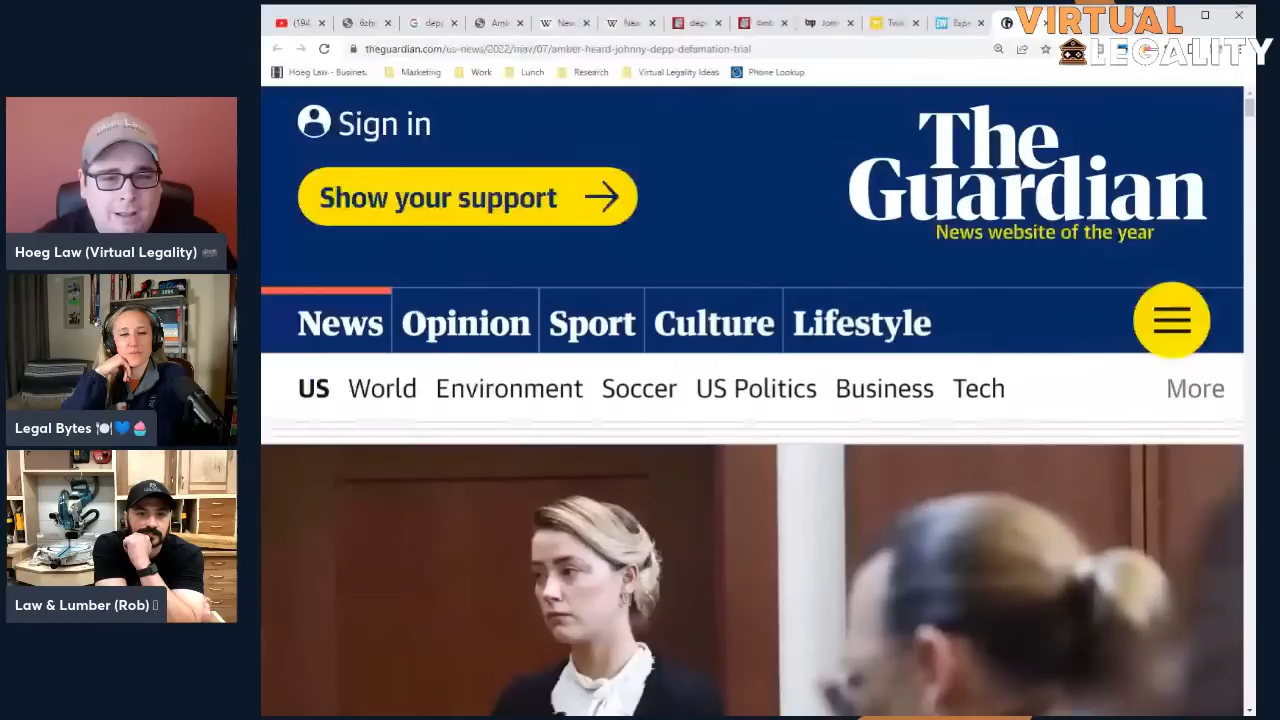 VIRTUAL
LEGALITY
theguardian.com/us-news/2022/mar/07/amber-heard-johnny-depp-defamation-trial
Hoeg Law - Busines.
Marketing
Work
Lunch
Research
Virtual Legality Ideas
Phone Lookup
Sign in
Show your support
The
Guardian
News website of the year
News
Opinion
Sport
Culture
Lifestyle
US
World
Environment
Soccer
US Politics
Business
Tech
More
Hoeg Law (Virtual Legality)
Legal Bytes
Law & Lumber (Rob)